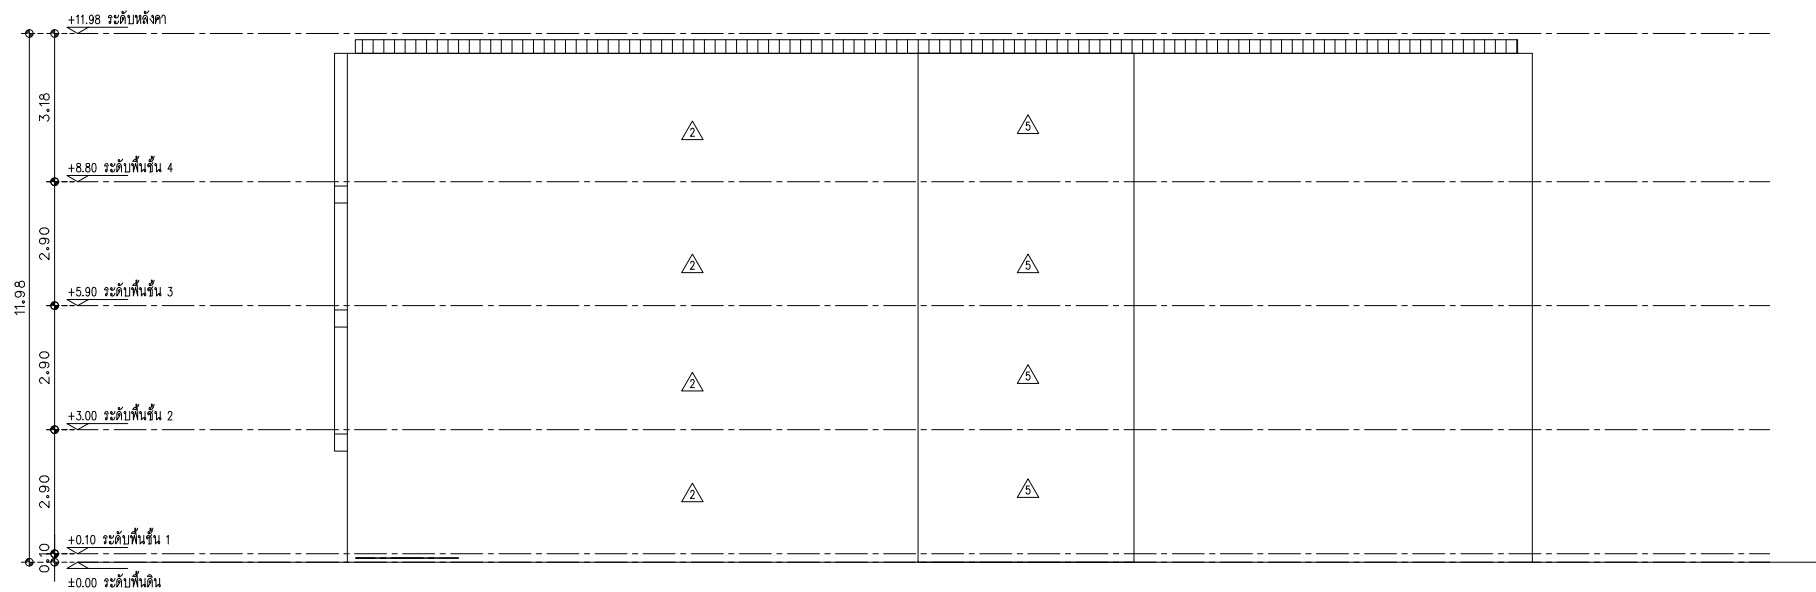 +11.98 ระดับหลังคา
3.18
2 5
+8.80 ระดับพื้นชั้น 4
2.90
2 5
11.98
+5.90 ระดับพื้นชั้น 3
2.90
2 5
+3.00 ระดับพื้นชั้น 2
2.90
2 5
+0.10 ระดับพื้นชั้น 1
0.10
±0.00 ระดับพื้นดิน